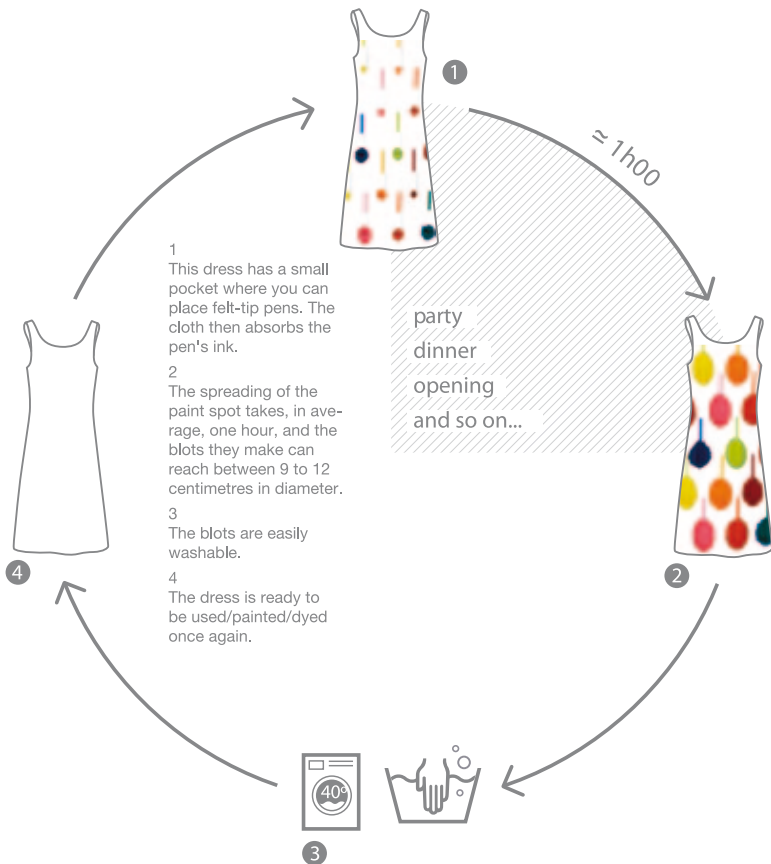 1
≃ 1h00
1
This dress has a small
pocket where you can
place felt-tip pens. The
cloth then absorbs the
pen's ink.
2
The spreading of the
paint spot takes, in ave-
rage, one hour, and the
blots they make can
reach between 9 to 12
centimetres in diameter.
3
The blots are easily
washable.
4
The dress is ready to
be used/painted/dyed
once again.
party
dinner
opening
and so on...
4
2
40°
3